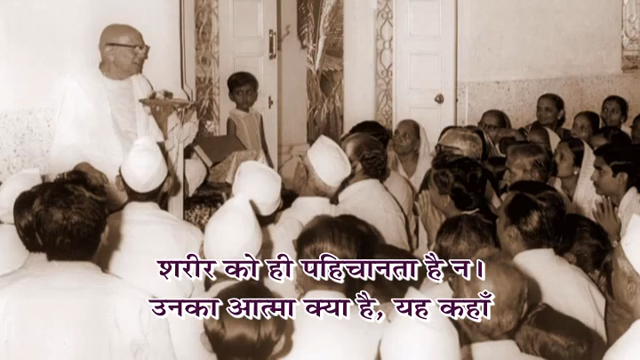 शरीर को ही पहिचानता है न।
उनका आत्मा क्या है, यह कहाँ